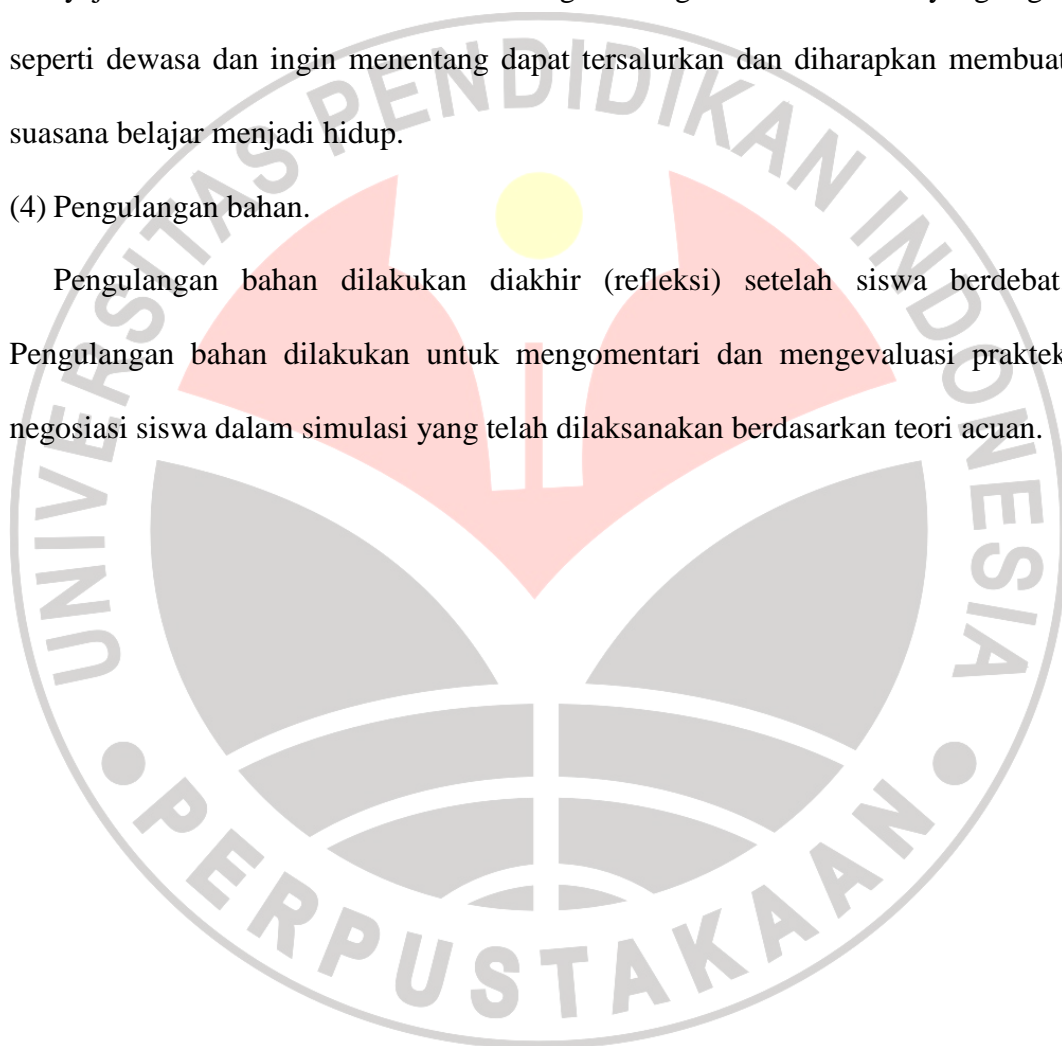 seperti dewasa dan ingin menentang dapat tersalurkan dan diharapkan membuat
suasana belajar menjadi hidup.
(4) Pengulangan bahan.
Pengulangan bahan dilakukan diakhir (refleksi) setelah siswa berdebat
Pengulangan bahan dilakukan untuk mengomentari dan mengevaluasi praktek
negosiasi siswa dalam simulasi yang telah dilaksanakan berdasarkan teori acuan.
UNIVERSITAS PENDIDIKAN INDONESIA
PERPUSTAKAAN